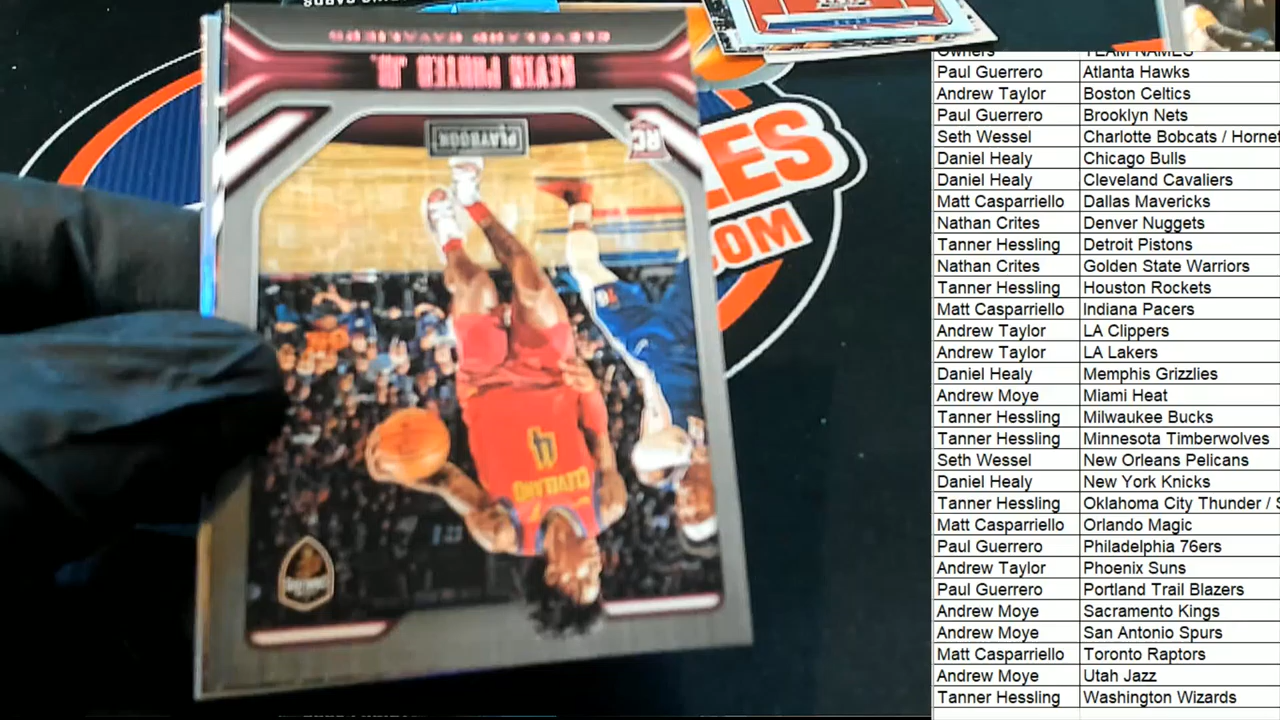 CLEVELAND CAVALIERS
KEVIN PORTER JR.
PLAYBOOK
RC
4
CLEVELAND
.COM
Owners TEAM NAMES
Paul Guerrero Atlanta Hawks
Andrew Taylor Boston Celtics
Paul Guerrero Brooklyn Nets
Seth Wessel Charlotte Bobcats / Horne
Daniel Healy Chicago Bulls
Daniel Healy Cleveland Cavaliers
Matt Casparriello Dallas Mavericks
Nathan Crites Denver Nuggets
Tanner Hessling Detroit Pistons
Nathan Crites Golden State Warriors
Tanner Hessling Houston Rockets
Matt Casparriello Indiana Pacers
Andrew Taylor LA Clippers
Andrew Taylor LA Lakers
Daniel Healy Memphis Grizzlies
Andrew Moye Miami Heat
Tanner Hessling Milwaukee Bucks
Tanner Hessling Minnesota Timberwolves
Seth Wessel New Orleans Pelicans
Daniel Healy New York Knicks
Tanner Hessling Oklahoma City Thunder / S
Matt Casparriello Orlando Magic
Paul Guerrero Philadelphia 76ers
Andrew Taylor Phoenix Suns
Paul Guerrero Portland Trail Blazers
Andrew Moye Sacramento Kings
Andrew Moye San Antonio Spurs
Matt Casparriello Toronto Raptors
Andrew Moye Utah Jazz
Tanner Hessling Washington Wizards